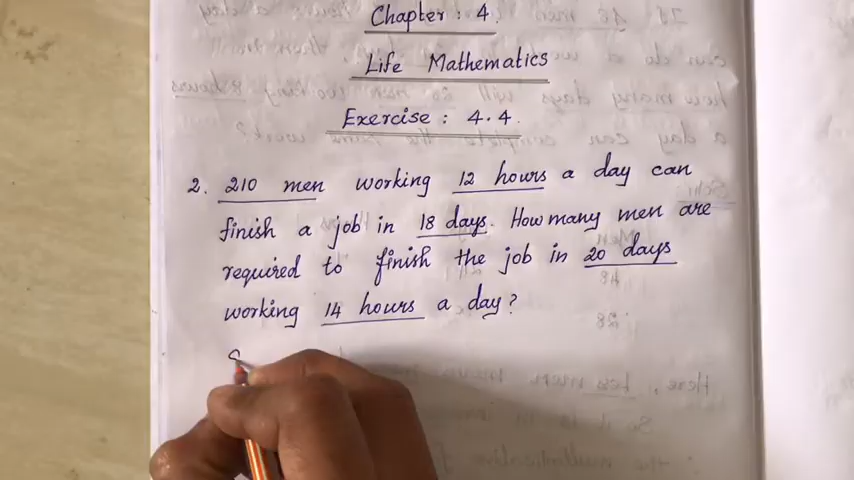 Chapter : 4
Life Mathematics
Exercise : 4.4.
2. 210 men working 12 hours a day can
finish a job in 18 days. How many men are
required to finish the job in 20 days
working 14 hours a day?